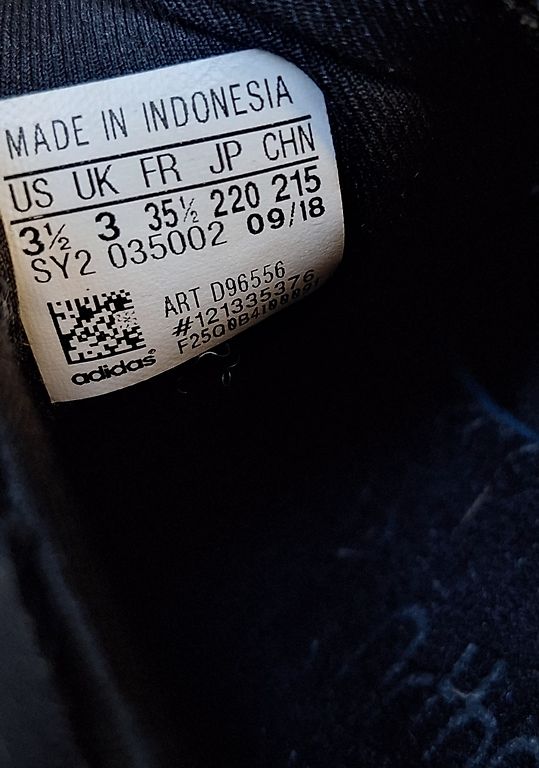 MADE IN INDONESIA
US UK FR JP CHN
3½ 3 35½ 220 215
SY2 035002 09/18
ART D96556
#121335376
adidas®